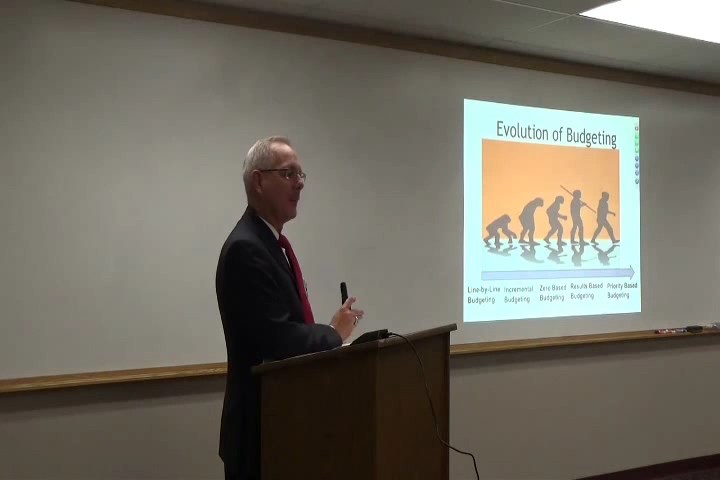 Evolution of Budgeting
Line-by-Line Incremental Zero Based Results Based Priority Based
Budgeting Budgeting Budgeting Budgeting Budgeting